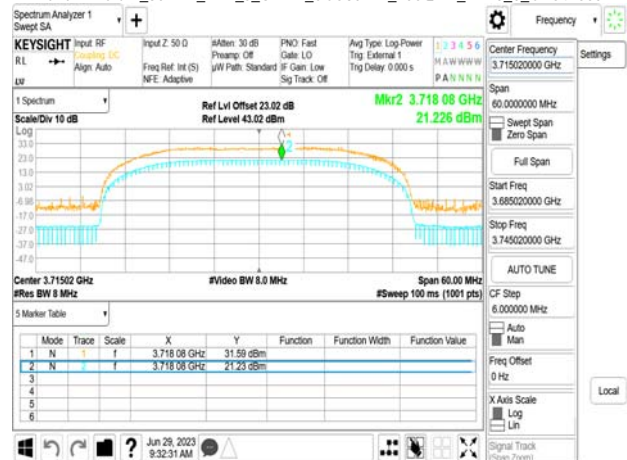 Spectrum Analyzer 1
Swept SA
+
Frequency
KEYSIGHT
RL
Input: RF
Coupling: DC
Align: Auto
Input Z: 50 Ω
Freq Ref: Int (S)
NFE: Adaptive
#Atten: 30 dB
Preamp: Off
µW Path: Standard
PNO: Fast
Gate: LO
IF Gain: Low
Sig Track: Off
Avg Type: Log-Power
Trig: External 1
Trig Delay: 0.000 s
1 2 3 4 5 6
M A W W W W
P A N N N N
1 Spectrum
Scale/Div 10 dB
Ref Lvl Offset 23.02 dB
Ref Level 43.02 dBm
Mkr2 3.718 08 GHz
21.226 dBm
Log
33.0
23.0
13.0
3.02
-6.98
-17.0
-27.0
-37.0
-47.0
2
Center 3.71502 GHz
#Res BW 8 MHz
#Video BW 8.0 MHz
Span 60.00 MHz
#Sweep 100 ms (1001 pts)
5 Marker Table
Mode Trace Scale X Y Function Function Width Function Value
1 N 1 f 3.718 08 GHz 31.59 dBm
2 N 2 f 3.718 08 GHz 21.23 dBm
3
4
5
6
?
Jun 29, 2023
9:32:31 AM
Center Frequency
3.715020000 GHz
Settings
Span
60.0000000 MHz
Swept Span
Zero Span
Full Span
Start Freq
3.685020000 GHz
Stop Freq
3.745020000 GHz
AUTO TUNE
CF Step
6.000000 MHz
Auto
Man
Freq Offset
0 Hz
X Axis Scale
Log
Lin
Local
Signal Track
(Span Zoom)